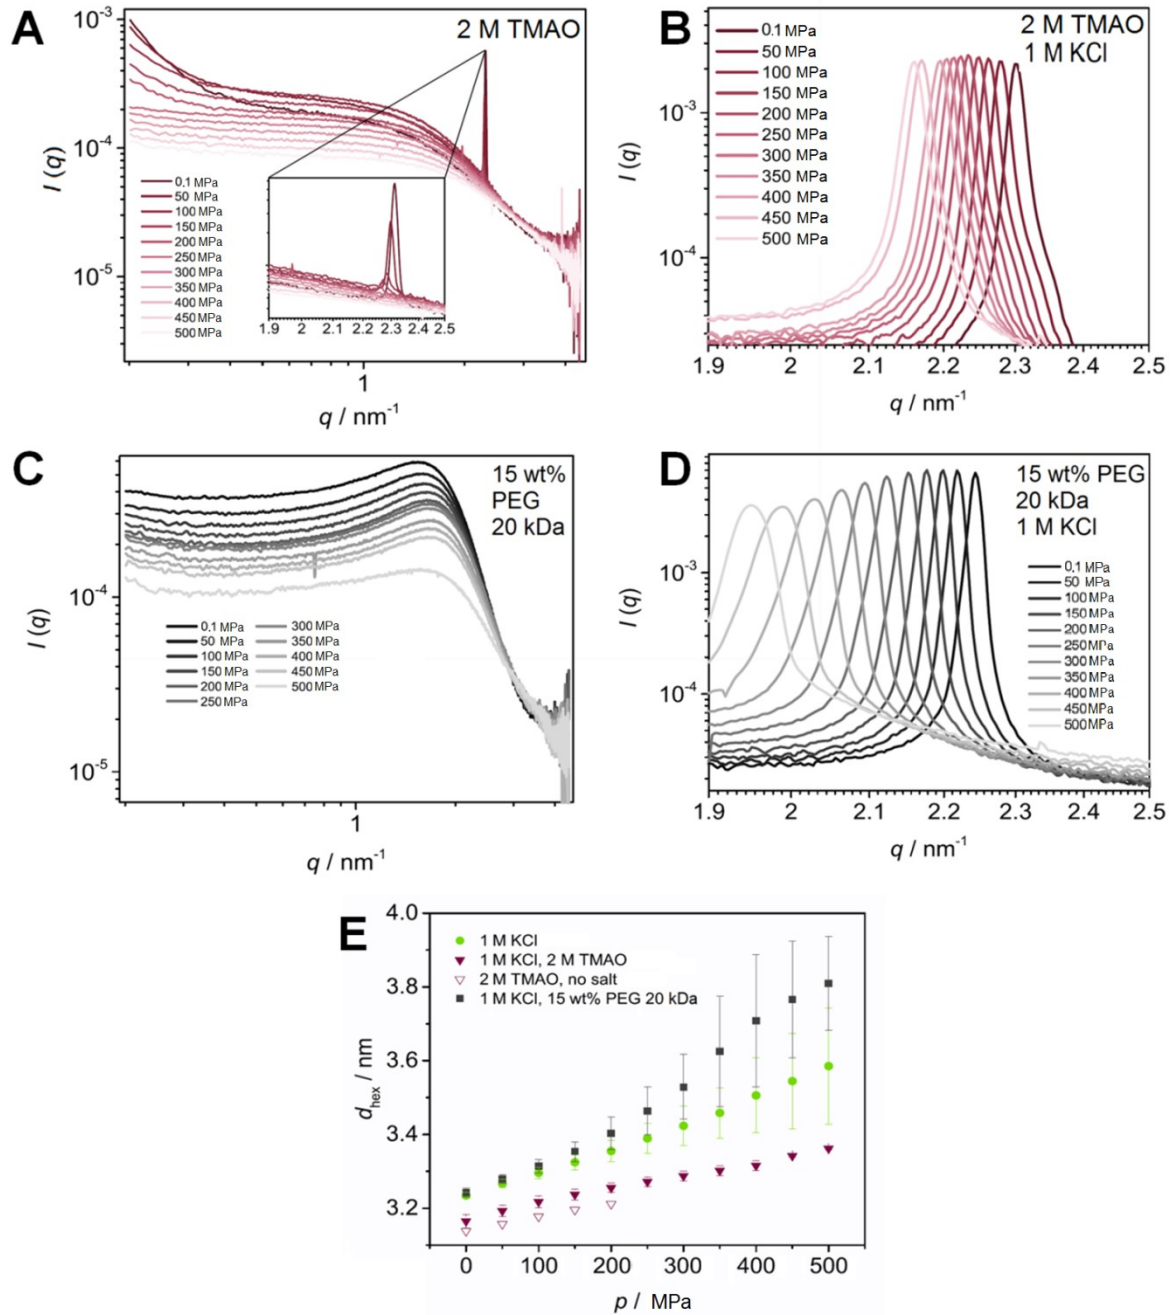 A
2 M TMAO
10⁻³
10⁻⁴
10⁻⁵
I (q)
0.1 MPa
50 MPa
100 MPa
150 MPa
200 MPa
250 MPa
300 MPa
350 MPa
400 MPa
450 MPa
500 MPa
1.9 2 2.1 2.2 2.3 2.4 2.5
1
q / nm⁻¹
B
2 M TMAO
1 M KCl
0.1 MPa
50 MPa
100 MPa
150 MPa
200 MPa
250 MPa
300 MPa
350 MPa
400 MPa
450 MPa
500 MPa
10⁻³
10⁻⁴
I (q)
1.9 2 2.1 2.2 2.3 2.4 2.5
q / nm⁻¹
C
15 wt%
PEG
20 kDa
10⁻⁴
10⁻⁵
I (q)
0.1 MPa
50 MPa
100 MPa
150 MPa
200 MPa
250 MPa
300 MPa
350 MPa
400 MPa
450 MPa
500 MPa
1
q / nm⁻¹
D
15 wt% PEG
20 kDa
1 M KCl
0.1 MPa
50 MPa
100 MPa
150 MPa
200 MPa
250 MPa
300 MPa
350 MPa
400 MPa
450 MPa
500 MPa
10⁻³
10⁻⁴
I (q)
1.9 2 2.1 2.2 2.3 2.4 2.5
q / nm⁻¹
E
1 M KCl
1 M KCl, 2 M TMAO
2 M TMAO, no salt
1 M KCl, 15 wt% PEG 20 kDa
4.0
3.8
3.6
3.4
3.2
d_hex / nm
0 100 200 300 400 500
p / MPa